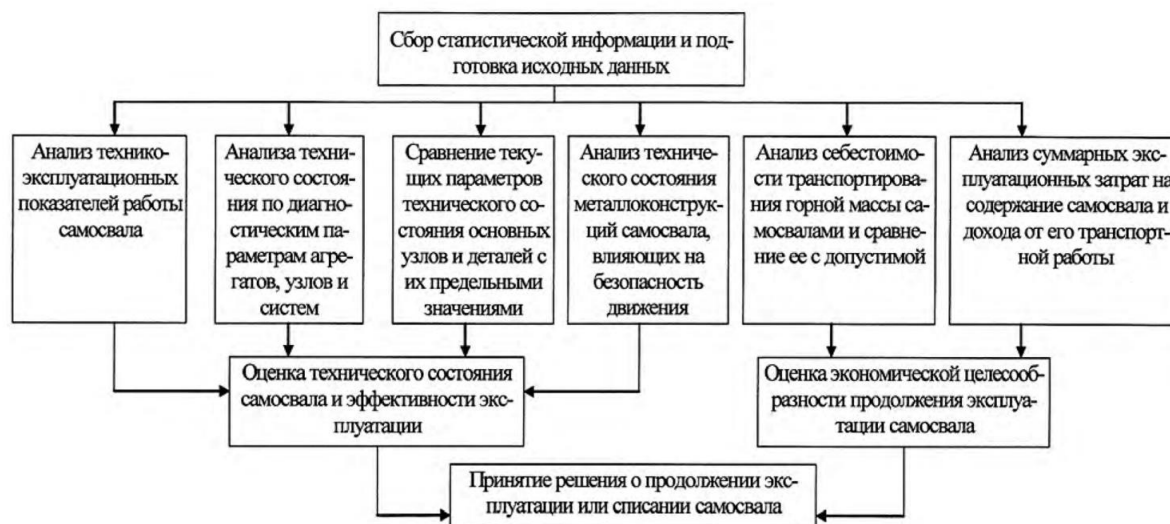 Сбор статистической информации и под-
готовка исходных данных
Анализ технико-
эксплуатационных
показателей работы
самосвала
Анализа техни-
ческого состоя-
ния по диагно-
стическим па-
раметрам агре-
гатов, узлов и
систем
Сравнение теку-
щих параметров
технического со-
стояния основных
узлов и деталей с
их предельными
значениями
Анализ техниче-
ского состояния
металлоконструк-
ций самосвала,
влияющих на
безопасность
движения
Анализ себестоимо-
сти транспортирова-
ния горной массы са-
мосвалами и сравне-
ние ее с допустимой
Анализ суммарных экс-
плуатационных затрат на
содержание самосвала и
дохода от его транспорт-
ной работы
Оценка технического состояния
самосвала и эффективности экс-
плуатации
Оценка экономической целесооб-
разности продолжения эксплуа-
тации самосвала
Принятие решения о продолжении экс-
плуатации или списании самосвала